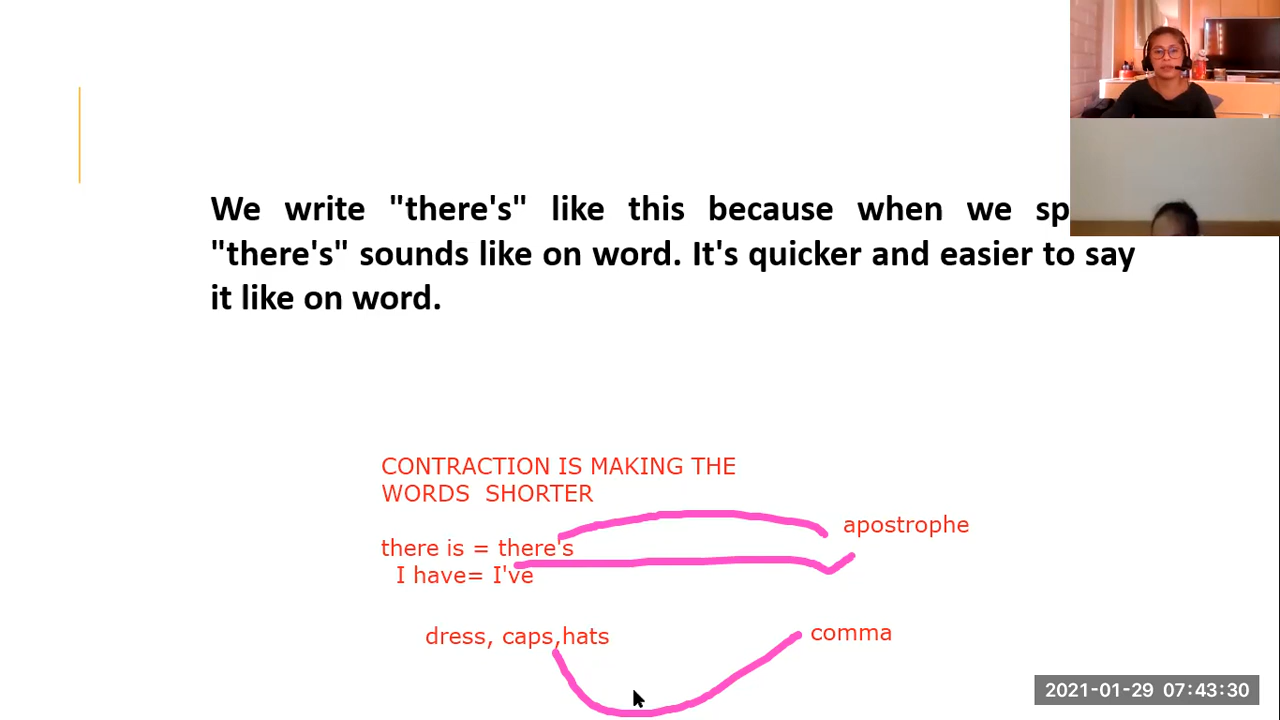 We write "there's" like this because when we sp
"there's" sounds like on word. It's quicker and easier to say
it like on word.
CONTRACTION IS MAKING THE
WORDS SHORTER
apostrophe
there is = there's
I have= I've
dress, caps,hats
comma
2021-01-29 07:43:30